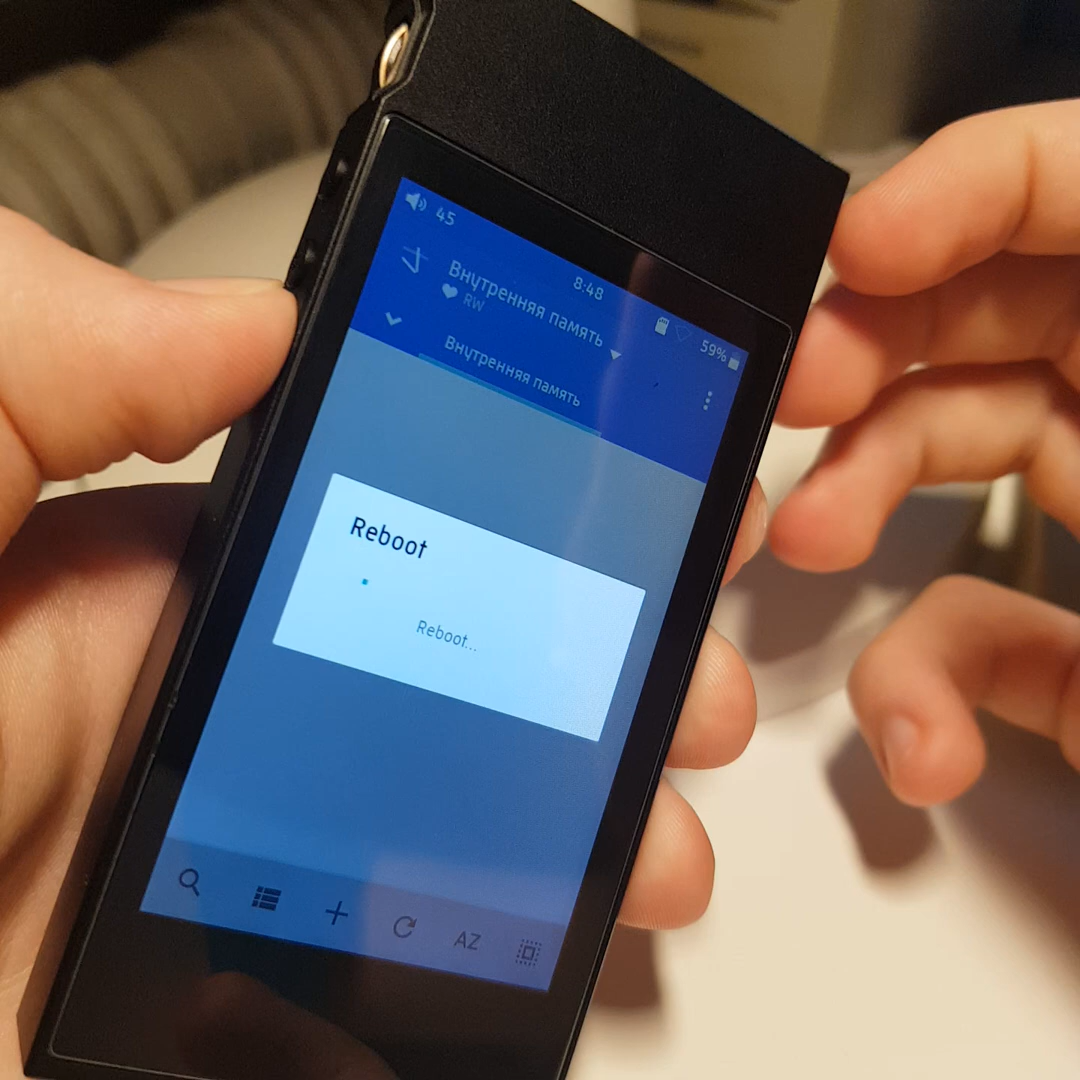 45
8:48
59%
Внутренняя память
RW
Внутренняя память
Reboot
Reboot...
AZ